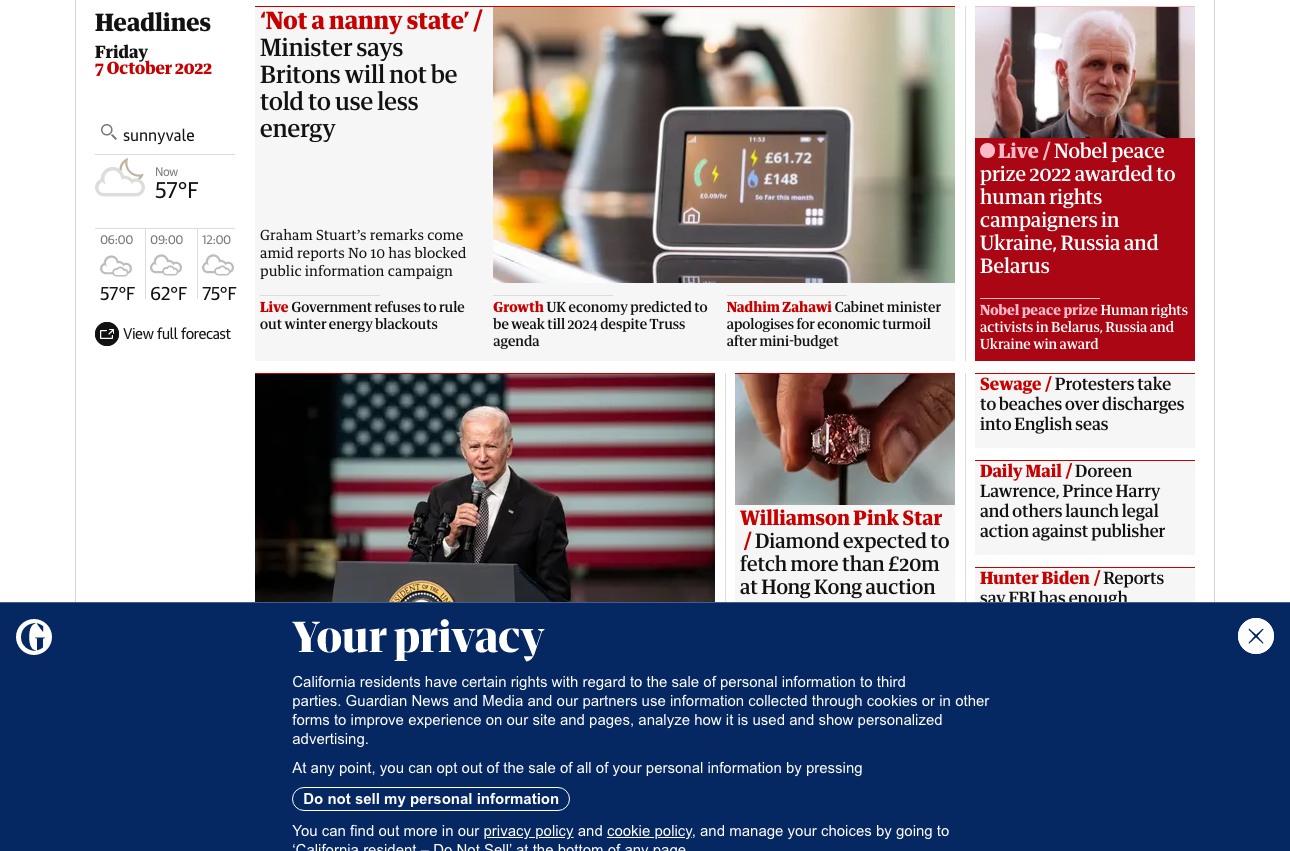 Headlines
Friday
7 October 2022
sunnyvale
Now
57°F
06:00
57°F
09:00
62°F
12:00
75°F
View full forecast
‘Not a nanny state’ /
Minister says
Britons will not be
told to use less
energy
Graham Stuart’s remarks come
amid reports No 10 has blocked
public information campaign
11:53
£61.72
£148
£0.09/hr
So far this month
Live Government refuses to rule
out winter energy blackouts
Growth UK economy predicted to
be weak till 2024 despite Truss
agenda
Nadhim Zahawi Cabinet minister
apologises for economic turmoil
after mini-budget
Live / Nobel peace
prize 2022 awarded to
human rights
campaigners in
Ukraine, Russia and
Belarus
Nobel peace prize Human rights
activists in Belarus, Russia and
Ukraine win award
Williamson Pink Star
/ Diamond expected to
fetch more than £20m
at Hong Kong auction
Sewage / Protesters take
to beaches over discharges
into English seas
Daily Mail / Doreen
Lawrence, Prince Harry
and others launch legal
action against publisher
Hunter Biden / Reports
say FBI has enough
Your privacy
California residents have certain rights with regard to the sale of personal information to third
parties. Guardian News and Media and our partners use information collected through cookies or in other
forms to improve experience on our site and pages, analyze how it is used and show personalized
advertising.
At any point, you can opt out of the sale of all of your personal information by pressing
Do not sell my personal information
You can find out more in our privacy policy and cookie policy, and manage your choices by going to
‘California resident – Do Not Sell’ at the bottom of any page.